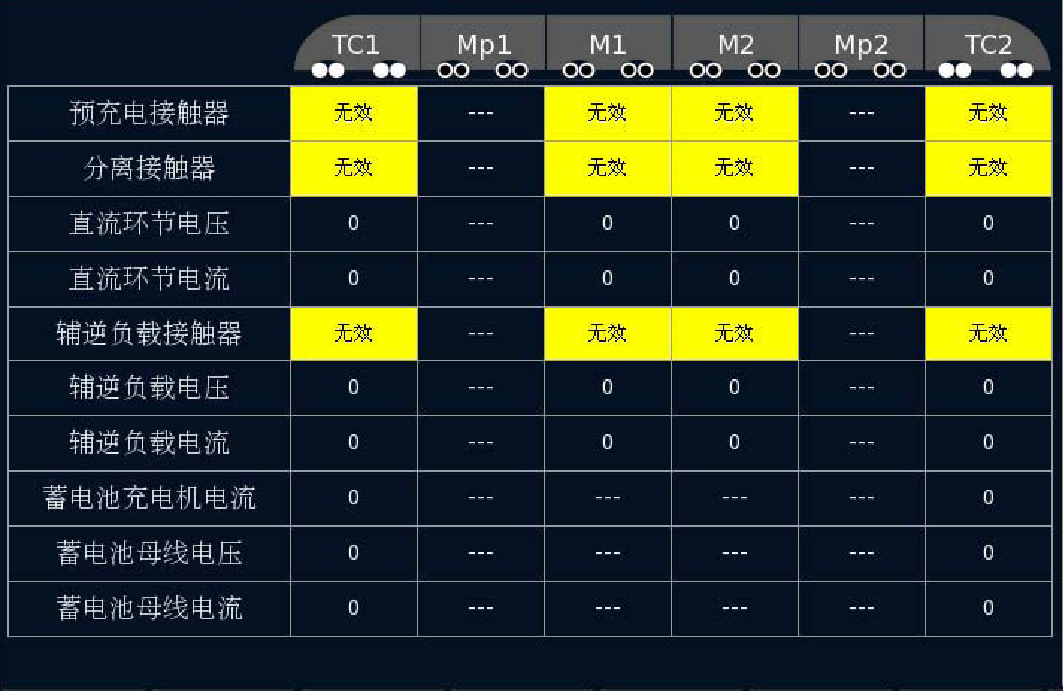 TC1 Mp1 M1 M2 Mp2 TC2
预充电接触器 无效 --- 无效 无效 --- 无效
分离接触器 无效 --- 无效 无效 --- 无效
直流环节电压 0 --- 0 0 --- 0
直流环节电流 0 --- 0 0 --- 0
辅逆负载接触器 无效 --- 无效 无效 --- 无效
辅逆负载电压 0 --- 0 0 --- 0
辅逆负载电流 0 --- 0 0 --- 0
蓄电池充电机电流 0 --- --- --- --- 0
蓄电池母线电压 0 --- --- --- --- 0
蓄电池母线电流 0 --- --- --- --- 0